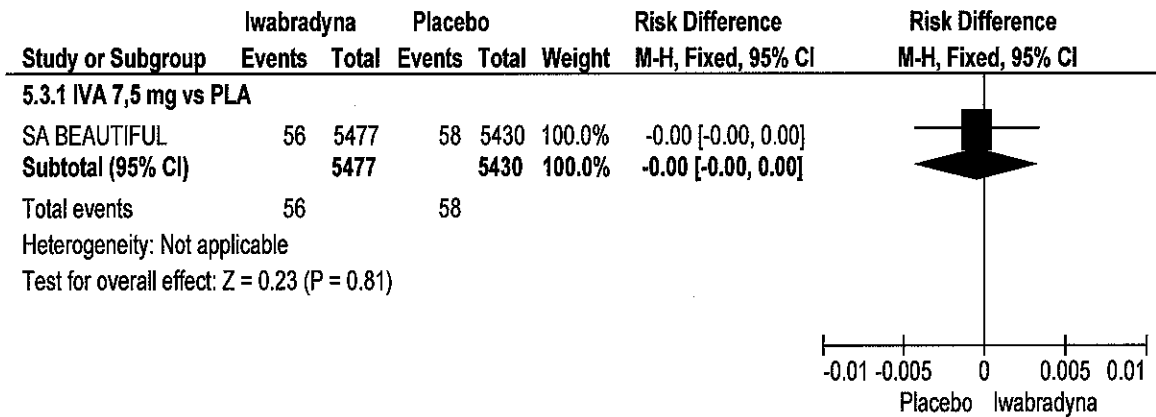 Iwabradyna Placebo Risk Difference Risk Difference
Study or Subgroup Events Total Events Total Weight M-H, Fixed, 95% CI M-H, Fixed, 95% CI
5.3.1 IVA 7,5 mg vs PLA
SA BEAUTIFUL 56 5477 58 5430 100.0% -0.00 [-0.00, 0.00]
Subtotal (95% CI) 5477 5430 100.0% -0.00 [-0.00, 0.00]
Total events 56 58
Heterogeneity: Not applicable
Test for overall effect: Z = 0.23 (P = 0.81)
-0.01 -0.005 0 0.005 0.01
Placebo Iwabradyna